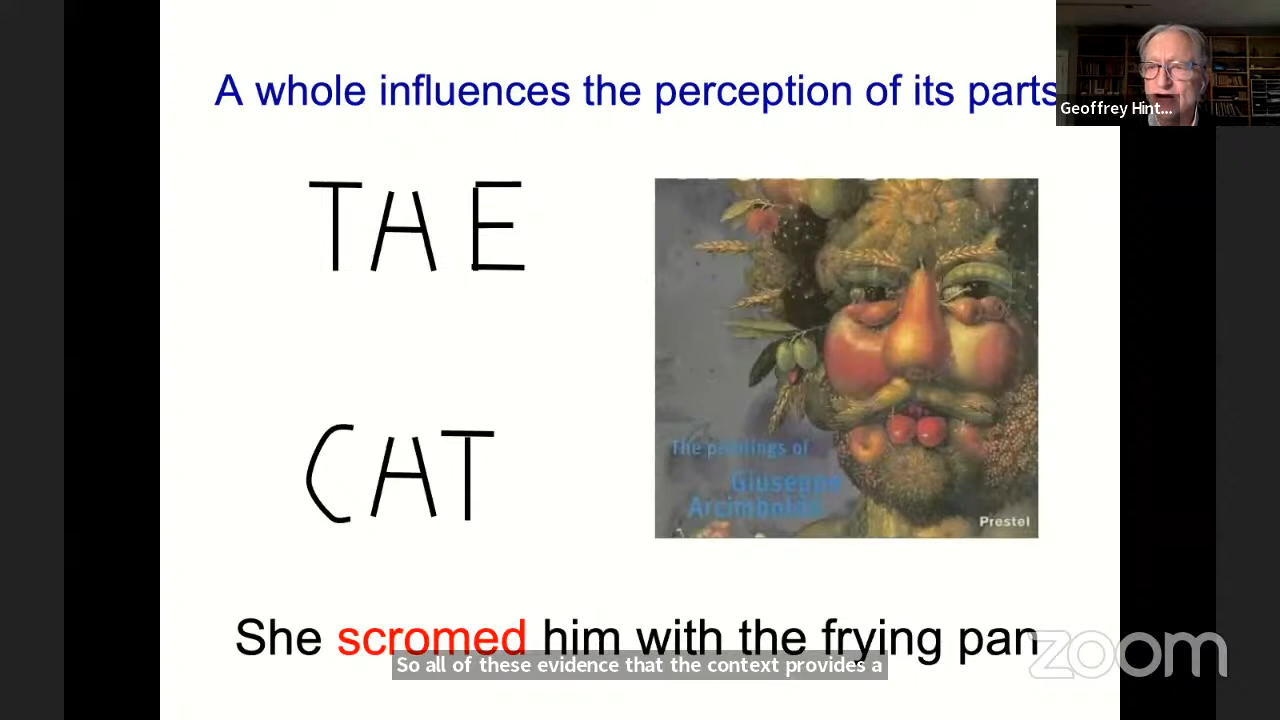 A whole influences the perception of its parts
Geoffrey Hint...
THE
CAT
The paintings of
Giuseppe
Arcimboldo
Prestel
She scromed him with the frying pan
zoom
So all of these evidence that the context provides a